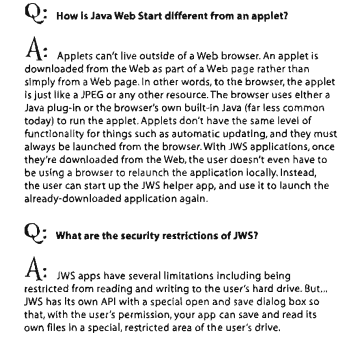 Q: How is Java Web Start different from an applet?
A: Applets can't live outside of a Web browser. An applet is
downloaded from the Web as part of a Web page rather than
simply from a Web page. In other words, to the browser, the applet
is just like a JPEG or any other resource. The browser uses either a
Java plug-in or the browser's own built-in Java (far less common
today) to run the applet. Applets don't have the same level of
functionality for things such as automatic updating, and they must
always be launched from the browser. With JWS applications, once
they're downloaded from the Web, the user doesn't even have to
be using a browser to relaunch the application locally. Instead,
the user can start up the JWS helper app, and use it to launch the
already-downloaded application again.
Q: What are the security restrictions of JWS?
A: JWS apps have several limitations including being
restricted from reading and writing to the user's hard drive. But...
JWS has its own API with a special open and save dialog box so
that, with the user's permission, your app can save and read its
own files in a special, restricted area of the user's drive.